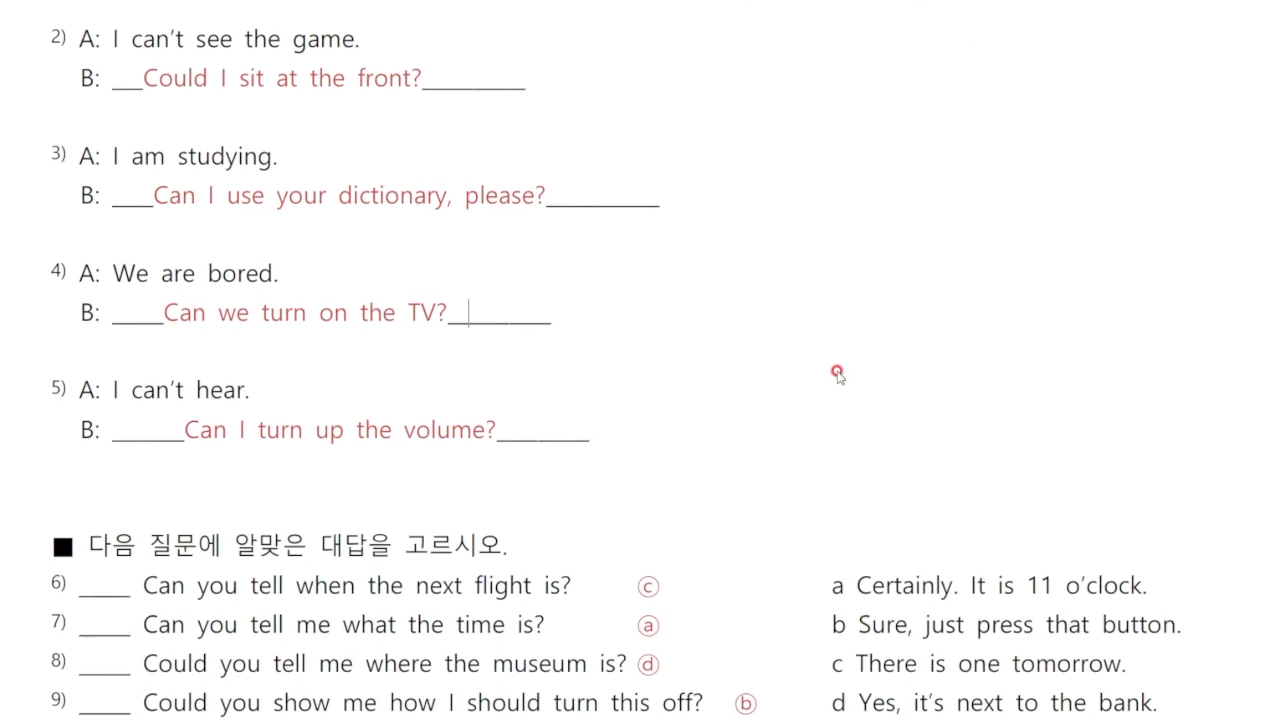 2) A: I can't see the game.
B: ___Could I sit at the front?__________
3) A: I am studying.
B: ____Can I use your dictionary, please?___________
4) A: We are bored.
B: _____Can we turn on the TV?__________
5) A: I can't hear.
B: _______Can I turn up the volume?_________
■ 다음 질문에 알맞은 대답을 고르시오.
6) _____ Can you tell when the next flight is? ⓒ a Certainly. It is 11 o'clock.
7) _____ Can you tell me what the time is? ⓐ b Sure, just press that button.
8) _____ Could you tell me where the museum is? ⓓ c There is one tomorrow.
9) _____ Could you show me how I should turn this off? ⓑ d Yes, it's next to the bank.